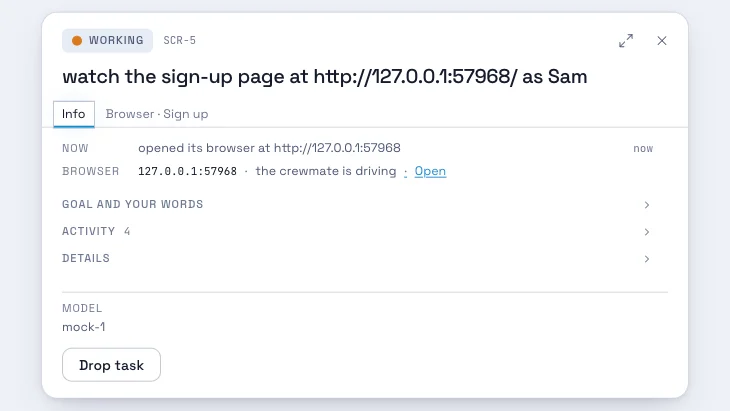 WORKING SCR-5
watch the sign-up page at http://127.0.0.1:57968/ as Sam
Info Browser · Sign up
NOW opened its browser at http://127.0.0.1:57968 now
BROWSER 127.0.0.1:57968 · the crewmate is driving · Open
GOAL AND YOUR WORDS
ACTIVITY 4
DETAILS
MODEL
mock-1
Drop task